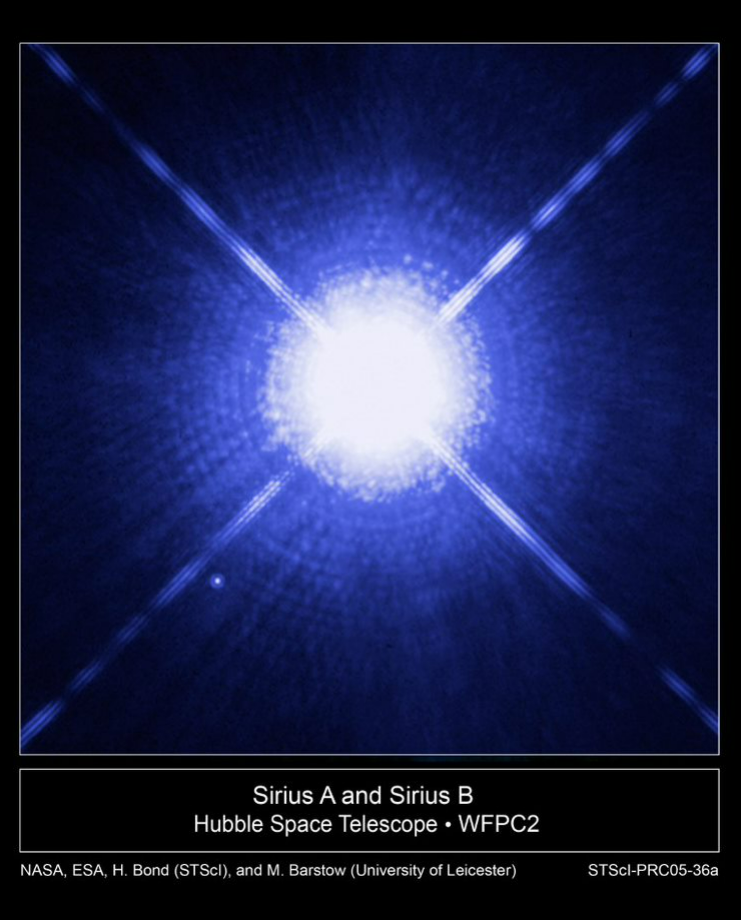 Sirius A and Sirius B
Hubble Space Telescope • WFPC2
NASA, ESA, H. Bond (STScI), and M. Barstow (University of Leicester) STScI-PRC05-36a